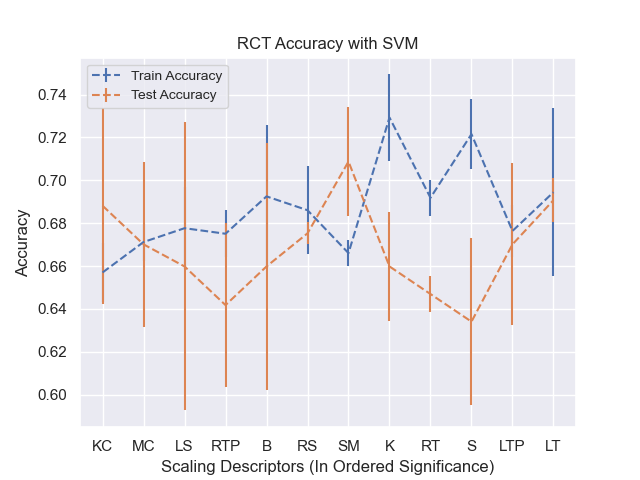 RCT Accuracy with SVM
Train Accuracy
Test Accuracy
0.74
0.72
0.70
0.68
0.66
0.64
0.62
0.60
Accuracy
KC MC LS RTP B RS SM K RT S LTP LT
Scaling Descriptors (In Ordered Significance)